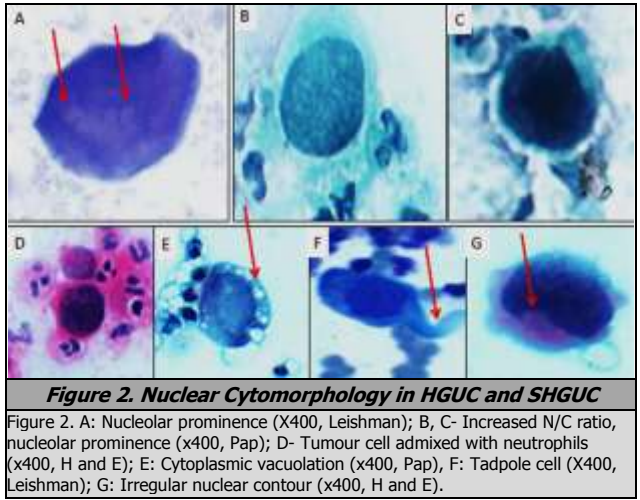 A
B
C
D
E
F
G
Figure 2. Nuclear Cytomorphology in HGUC and SHGUC
Figure 2. A: Nucleolar prominence (X400, Leishman); B, C- Increased N/C ratio,
nucleolar prominence (x400, Pap); D- Tumour cell admixed with neutrophils
(x400, H and E); E: Cytoplasmic vacuolation (x400, Pap), F: Tadpole cell (X400,
Leishman); G: Irregular nuclear contour (x400, H and E).